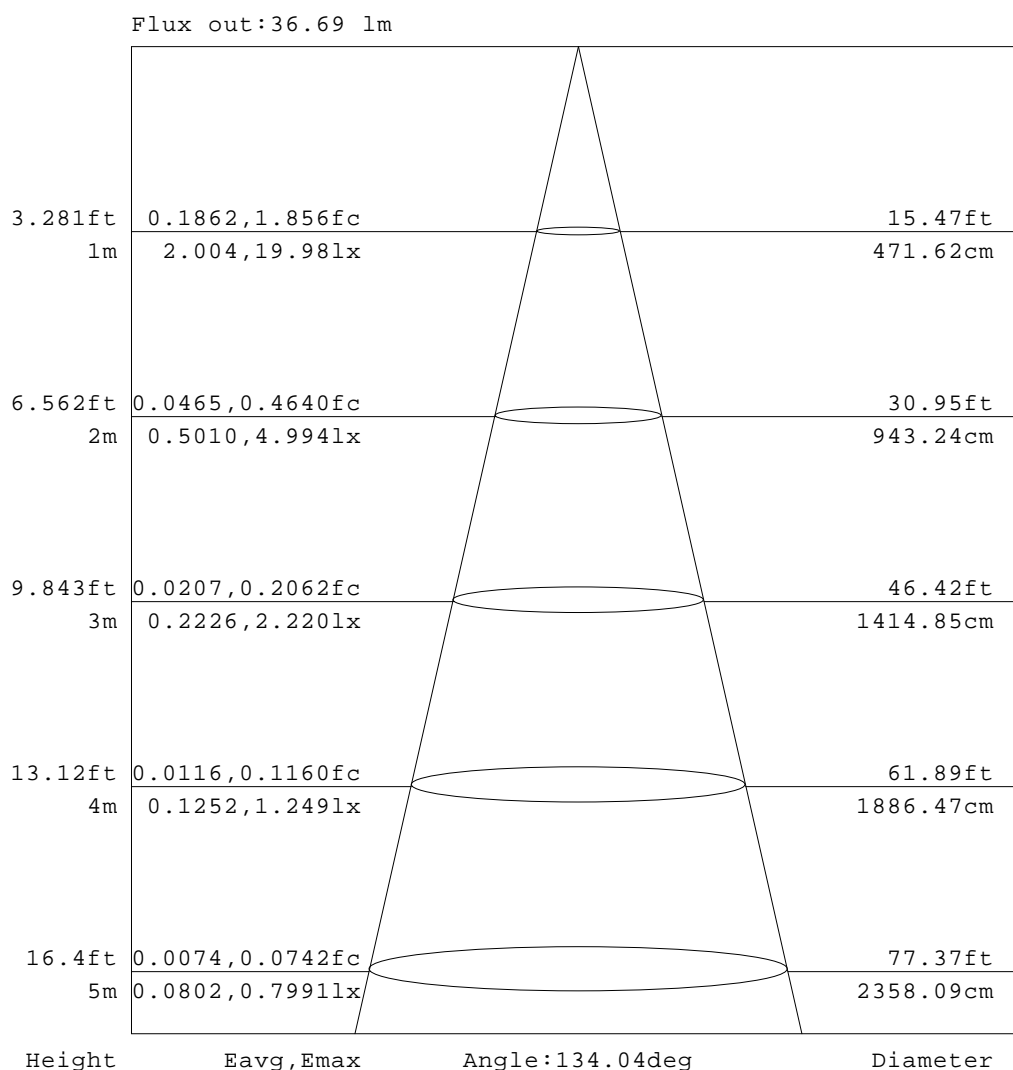 Flux out:36.69 lm
3.281ft 0.1862,1.856fc 15.47ft
1m 2.004,19.98lx 471.62cm
6.562ft 0.0465,0.4640fc 30.95ft
2m 0.5010,4.994lx 943.24cm
9.843ft 0.0207,0.2062fc 46.42ft
3m 0.2226,2.220lx 1414.85cm
13.12ft 0.0116,0.1160fc 61.89ft
4m 0.1252,1.249lx 1886.47cm
16.4ft 0.0074,0.0742fc 77.37ft
5m 0.0802,0.7991lx 2358.09cm
Height Eavg,Emax Angle:134.04deg Diameter